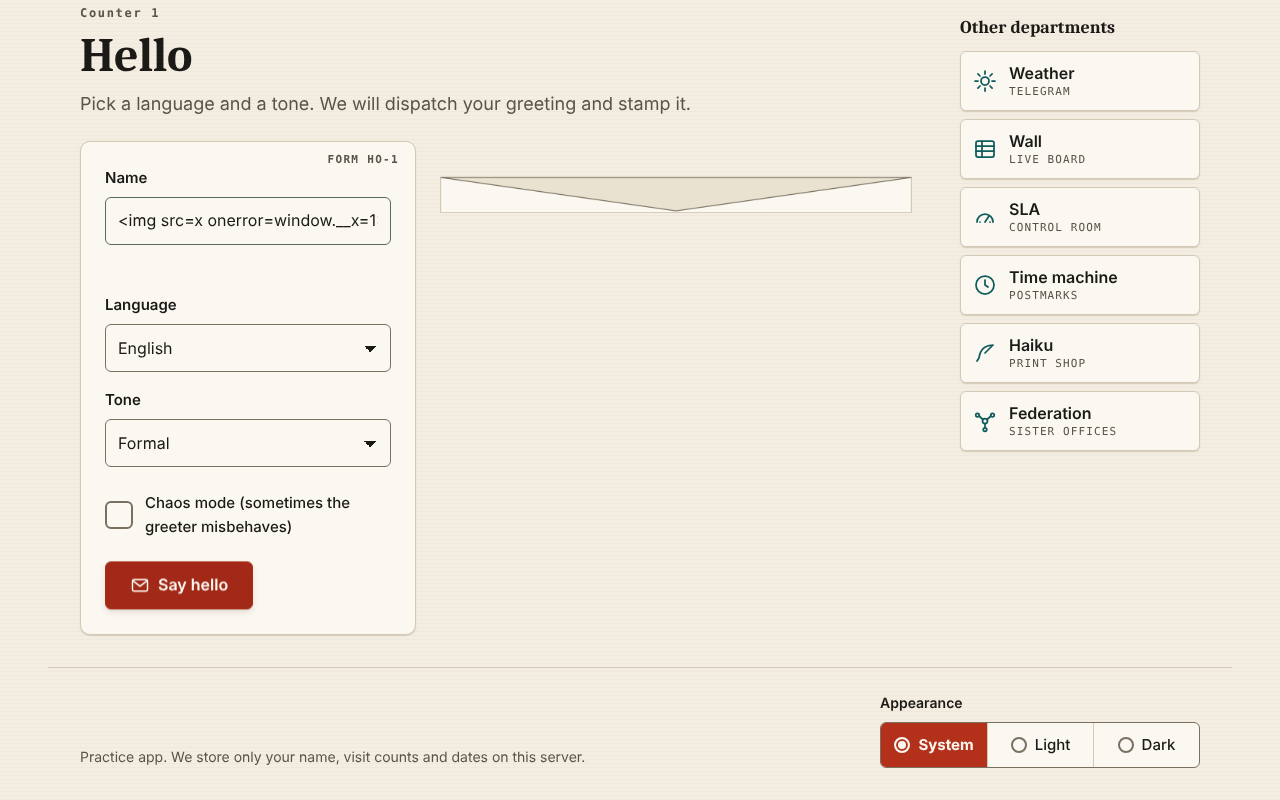 Counter 1
Hello
Pick a language and a tone. We will dispatch your greeting and stamp it.
FORM HO-1
Name
<img src=x onerror=window.__x=1
Language
English
Tone
Formal
Chaos mode (sometimes the
greeter misbehaves)
Say hello
Other departments
Weather
TELEGRAM
Wall
LIVE BOARD
SLA
CONTROL ROOM
Time machine
POSTMARKS
Haiku
PRINT SHOP
Federation
SISTER OFFICES
Practice app. We store only your name, visit counts and dates on this server.
Appearance
System
Light
Dark